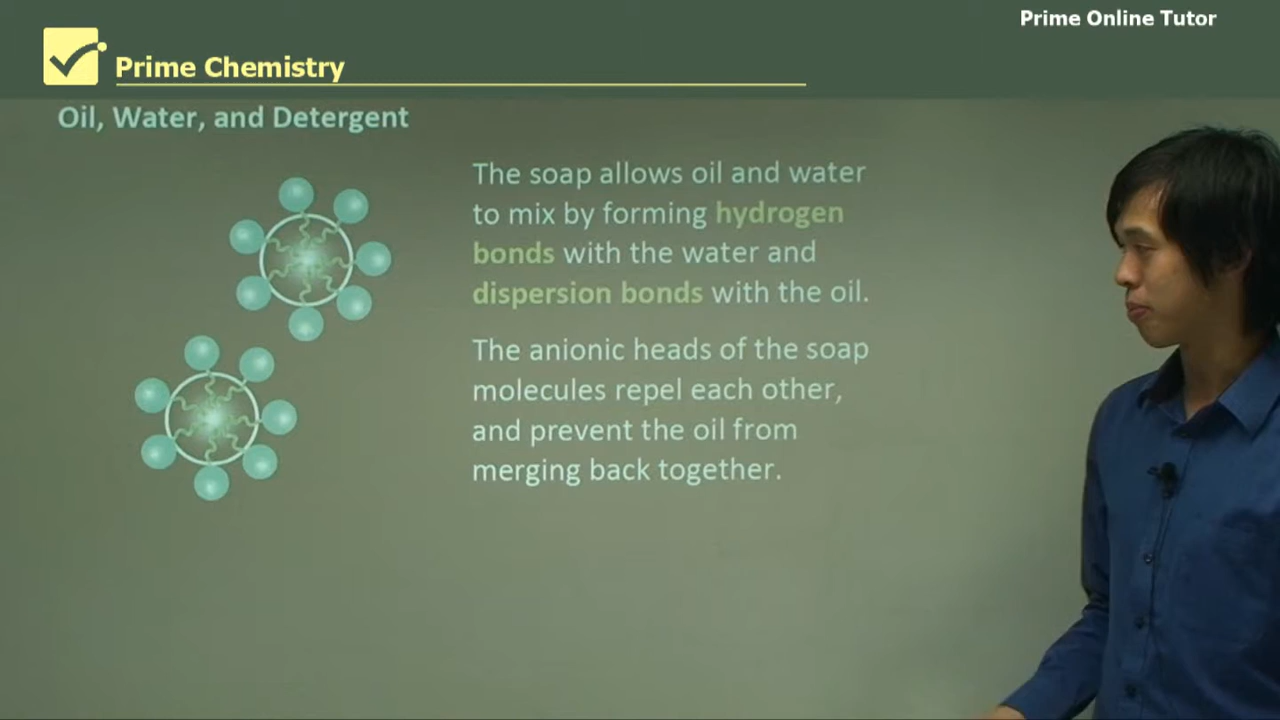 Prime Online Tutor
Prime Chemistry
Oil, Water, and Detergent
The soap allows oil and water
to mix by forming hydrogen
bonds with the water and
dispersion bonds with the oil.
The anionic heads of the soap
molecules repel each other,
and prevent the oil from
merging back together.